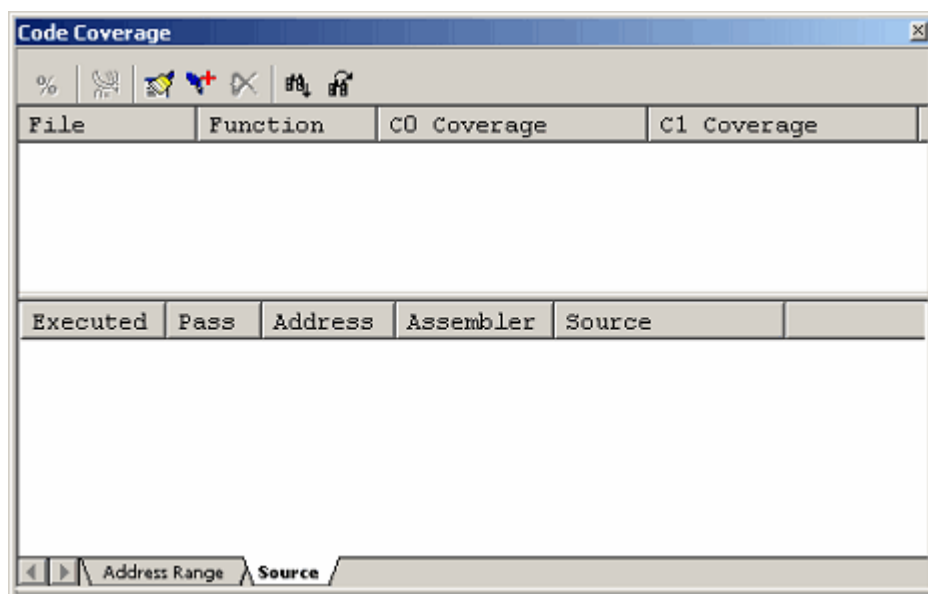 Code Coverage
%
File Function C0 Coverage C1 Coverage
Executed Pass Address Assembler Source
Address Range Source